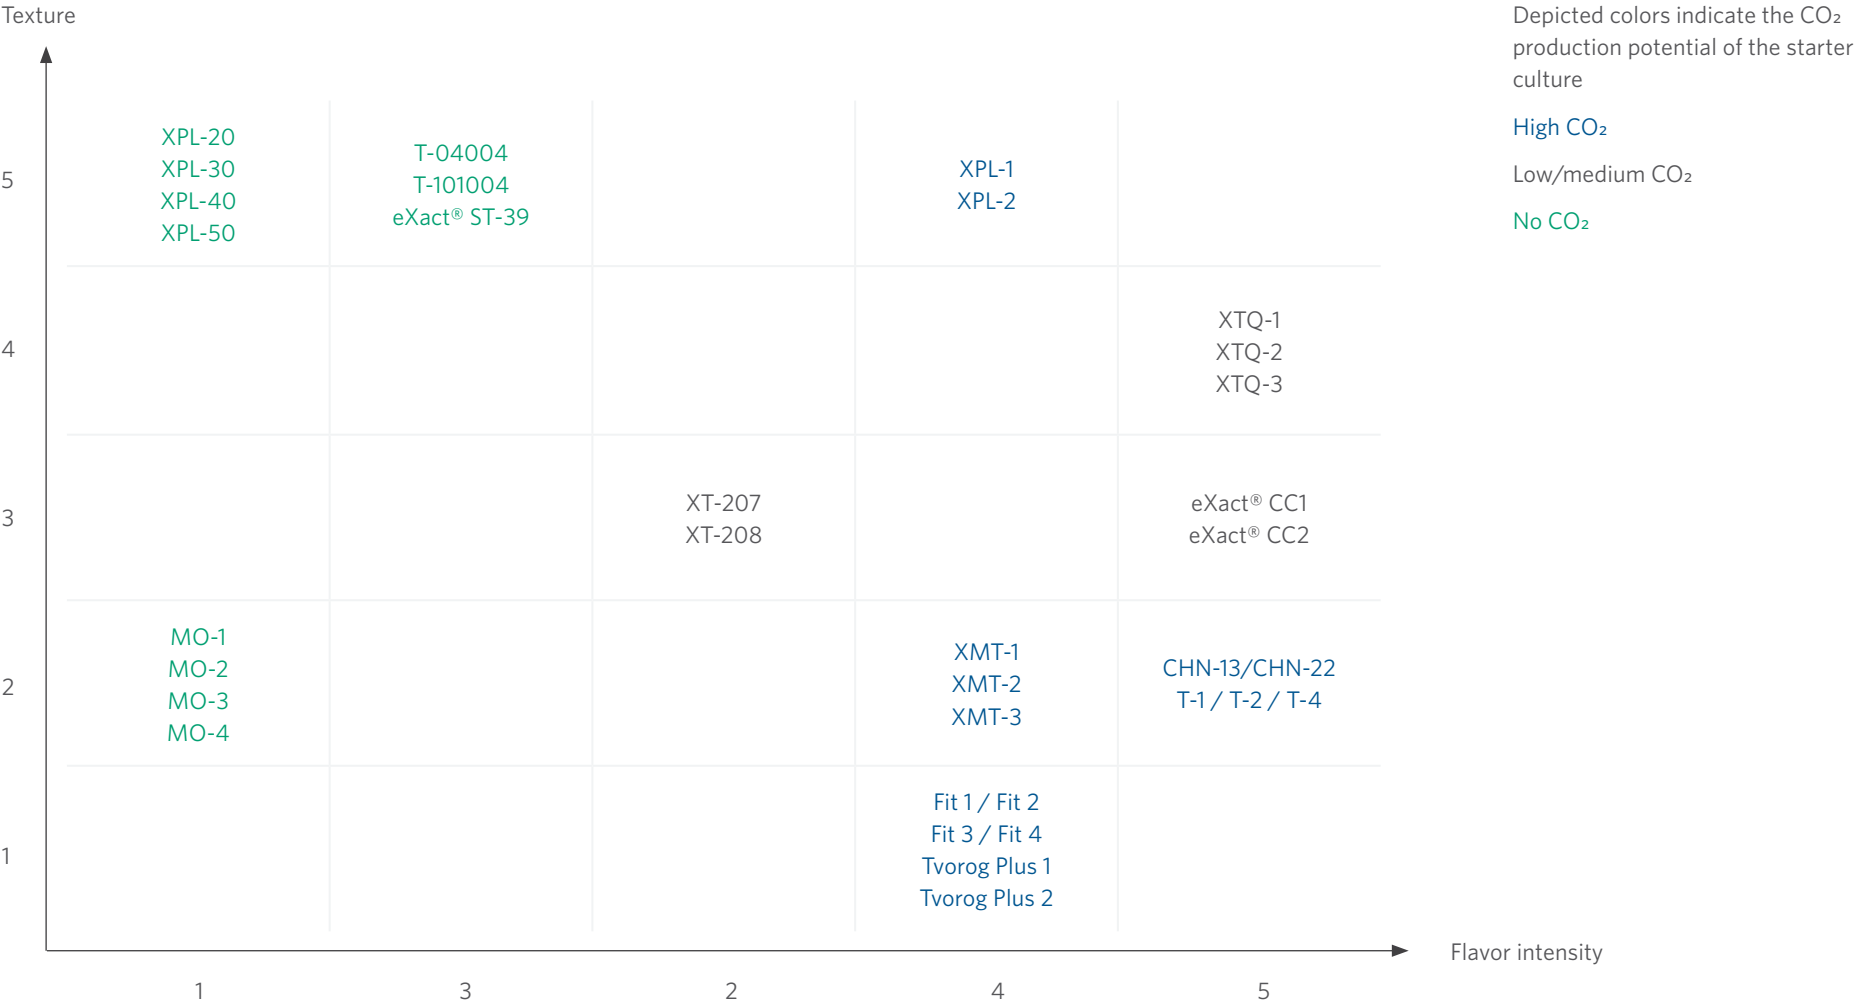 Texture
Depicted colors indicate the CO₂
production potential of the starter
culture
High CO₂
Low/medium CO₂
No CO₂
5
XPL-20
XPL-30
XPL-40
XPL-50
T-04004
T-101004
eXact® ST-39
XPL-1
XPL-2
4
XTQ-1
XTQ-2
XTQ-3
3
XT-207
XT-208
eXact® CC1
eXact® CC2
2
MO-1
MO-2
MO-3
MO-4
XMT-1
XMT-2
XMT-3
CHN-13/CHN-22
T-1 / T-2 / T-4
1
Fit 1 / Fit 2
Fit 3 / Fit 4
Tvorog Plus 1
Tvorog Plus 2
Flavor intensity
1
3
2
4
5